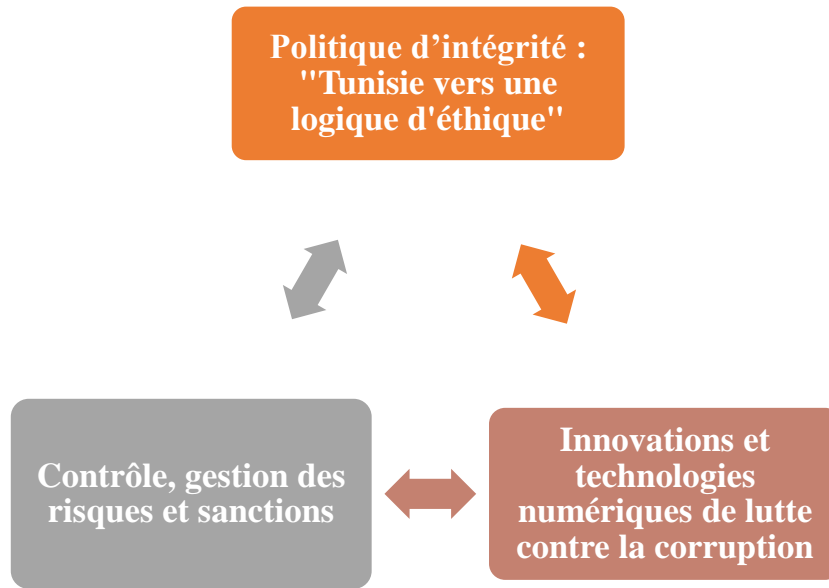 Politique d’intégrité :
"Tunisie vers une
logique d'éthique"
Contrôle, gestion des
risques et sanctions
Innovations et
technologies
numériques de lutte
contre la corruption